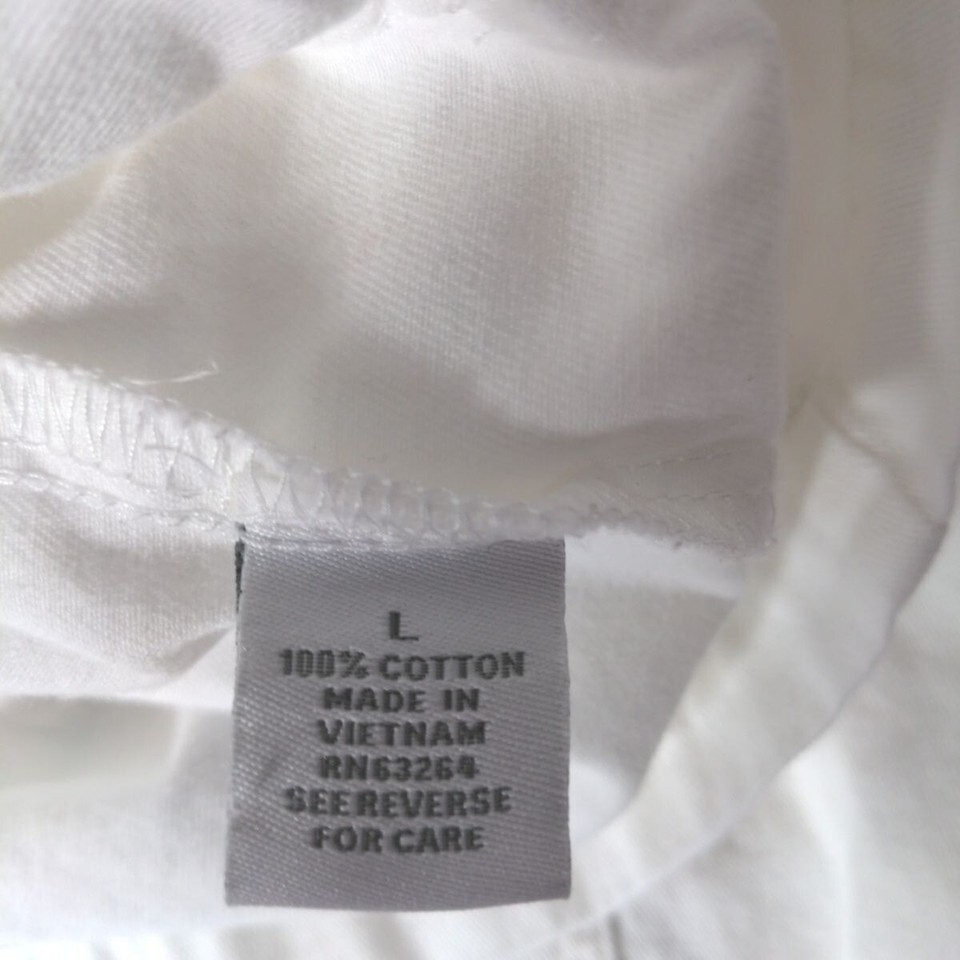 L
100% COTTON
MADE IN
VIETNAM
RN63264
SEE REVERSE
FOR CARE